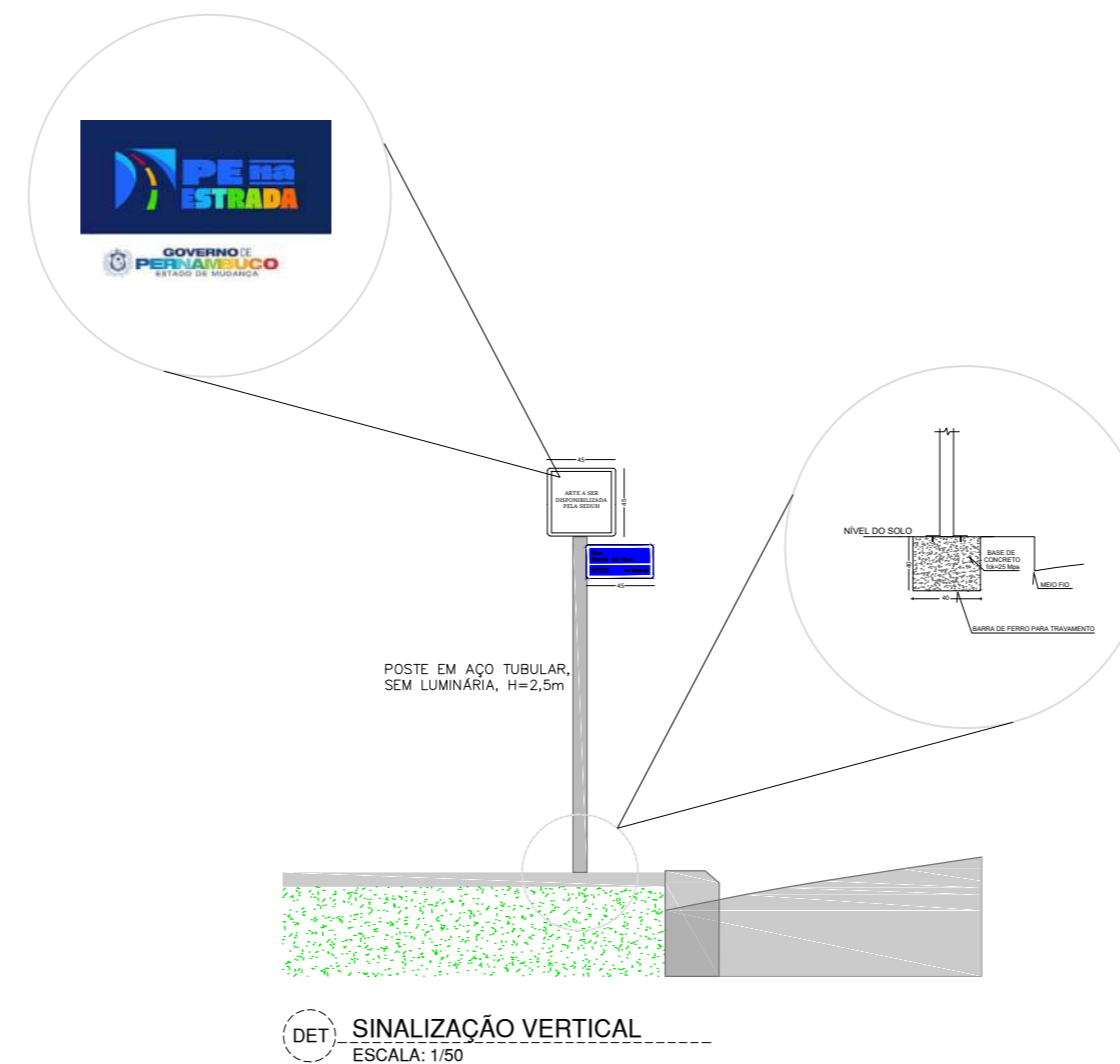 PE na
ESTRADA
GOVERNO DE
PERNAMBUCO
ESTADO DE MUDANÇA
45
ARTE A SER
DISPONIBILIZADA
PELA SEDUH
45
45
POSTE EM AÇO TUBULAR,
SEM LUMINÁRIA, H=2,5m
NÍVEL DO SOLO
BASE DE
CONCRETO
fck=25 Mpa
40
40
MEIO FIO
BARRA DE FERRO PARA TRAVAMENTO
DET
SINALIZAÇÃO VERTICAL
ESCALA: 1/50